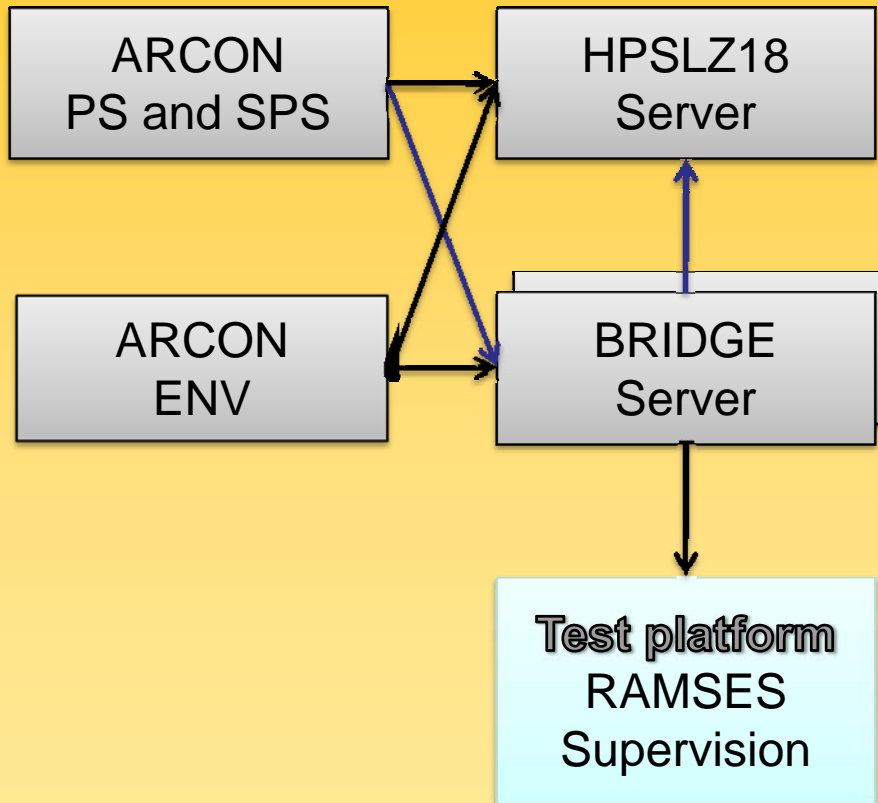 ARCON
PS and SPS
HPSLZ18
Server
ARCON
ENV
BRIDGE
Server
Test platform
RAMSES
Supervision